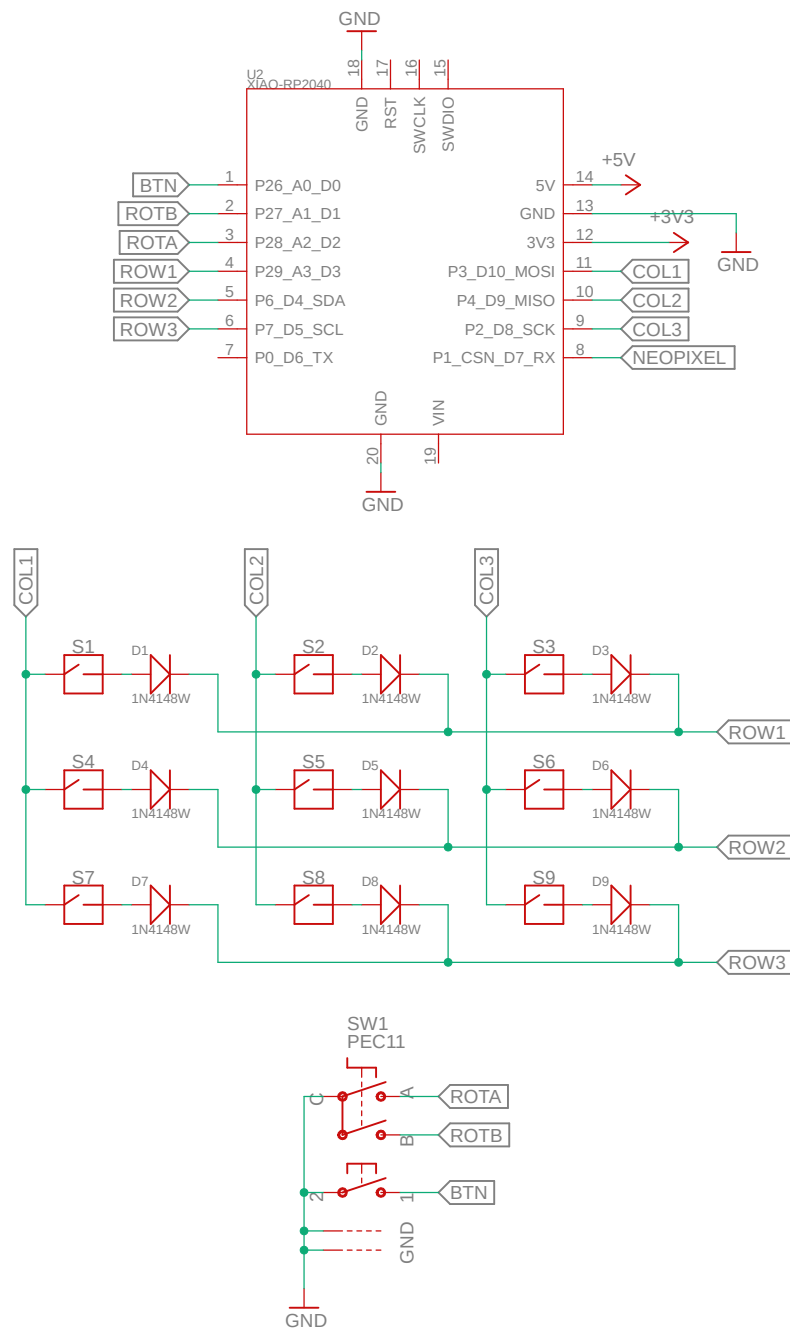 GND
U2
XIAO-RP2040
18 17 16 15
GND RST SWCLK SWDIO
+5V
BTN 1 P26_A0_D0 5V 14
ROTB 2 P27_A1_D1 GND 13
+3V3
ROTA 3 P28_A2_D2 3V3 12
GND
ROW1 4 P29_A3_D3 P3_D10_MOSI 11 COL1
ROW2 5 P6_D4_SDA P4_D9_MISO 10 COL2
ROW3 6 P7_D5_SCL P2_D8_SCK 9 COL3
7 P0_D6_TX P1_CSN_D7_RX 8 NEOPIXEL
GND VIN
20 19
GND
COL1 COL2 COL3
S1 D1 S2 D2 S3 D3
1N4148W 1N4148W 1N4148W
ROW1
S4 D4 S5 D5 S6 D6
1N4148W 1N4148W 1N4148W
ROW2
S7 D7 S8 D8 S9 D9
1N4148W 1N4148W 1N4148W
ROW3
SW1
PEC11
C A ROTA
B ROTB
2 1 BTN
GND
GND